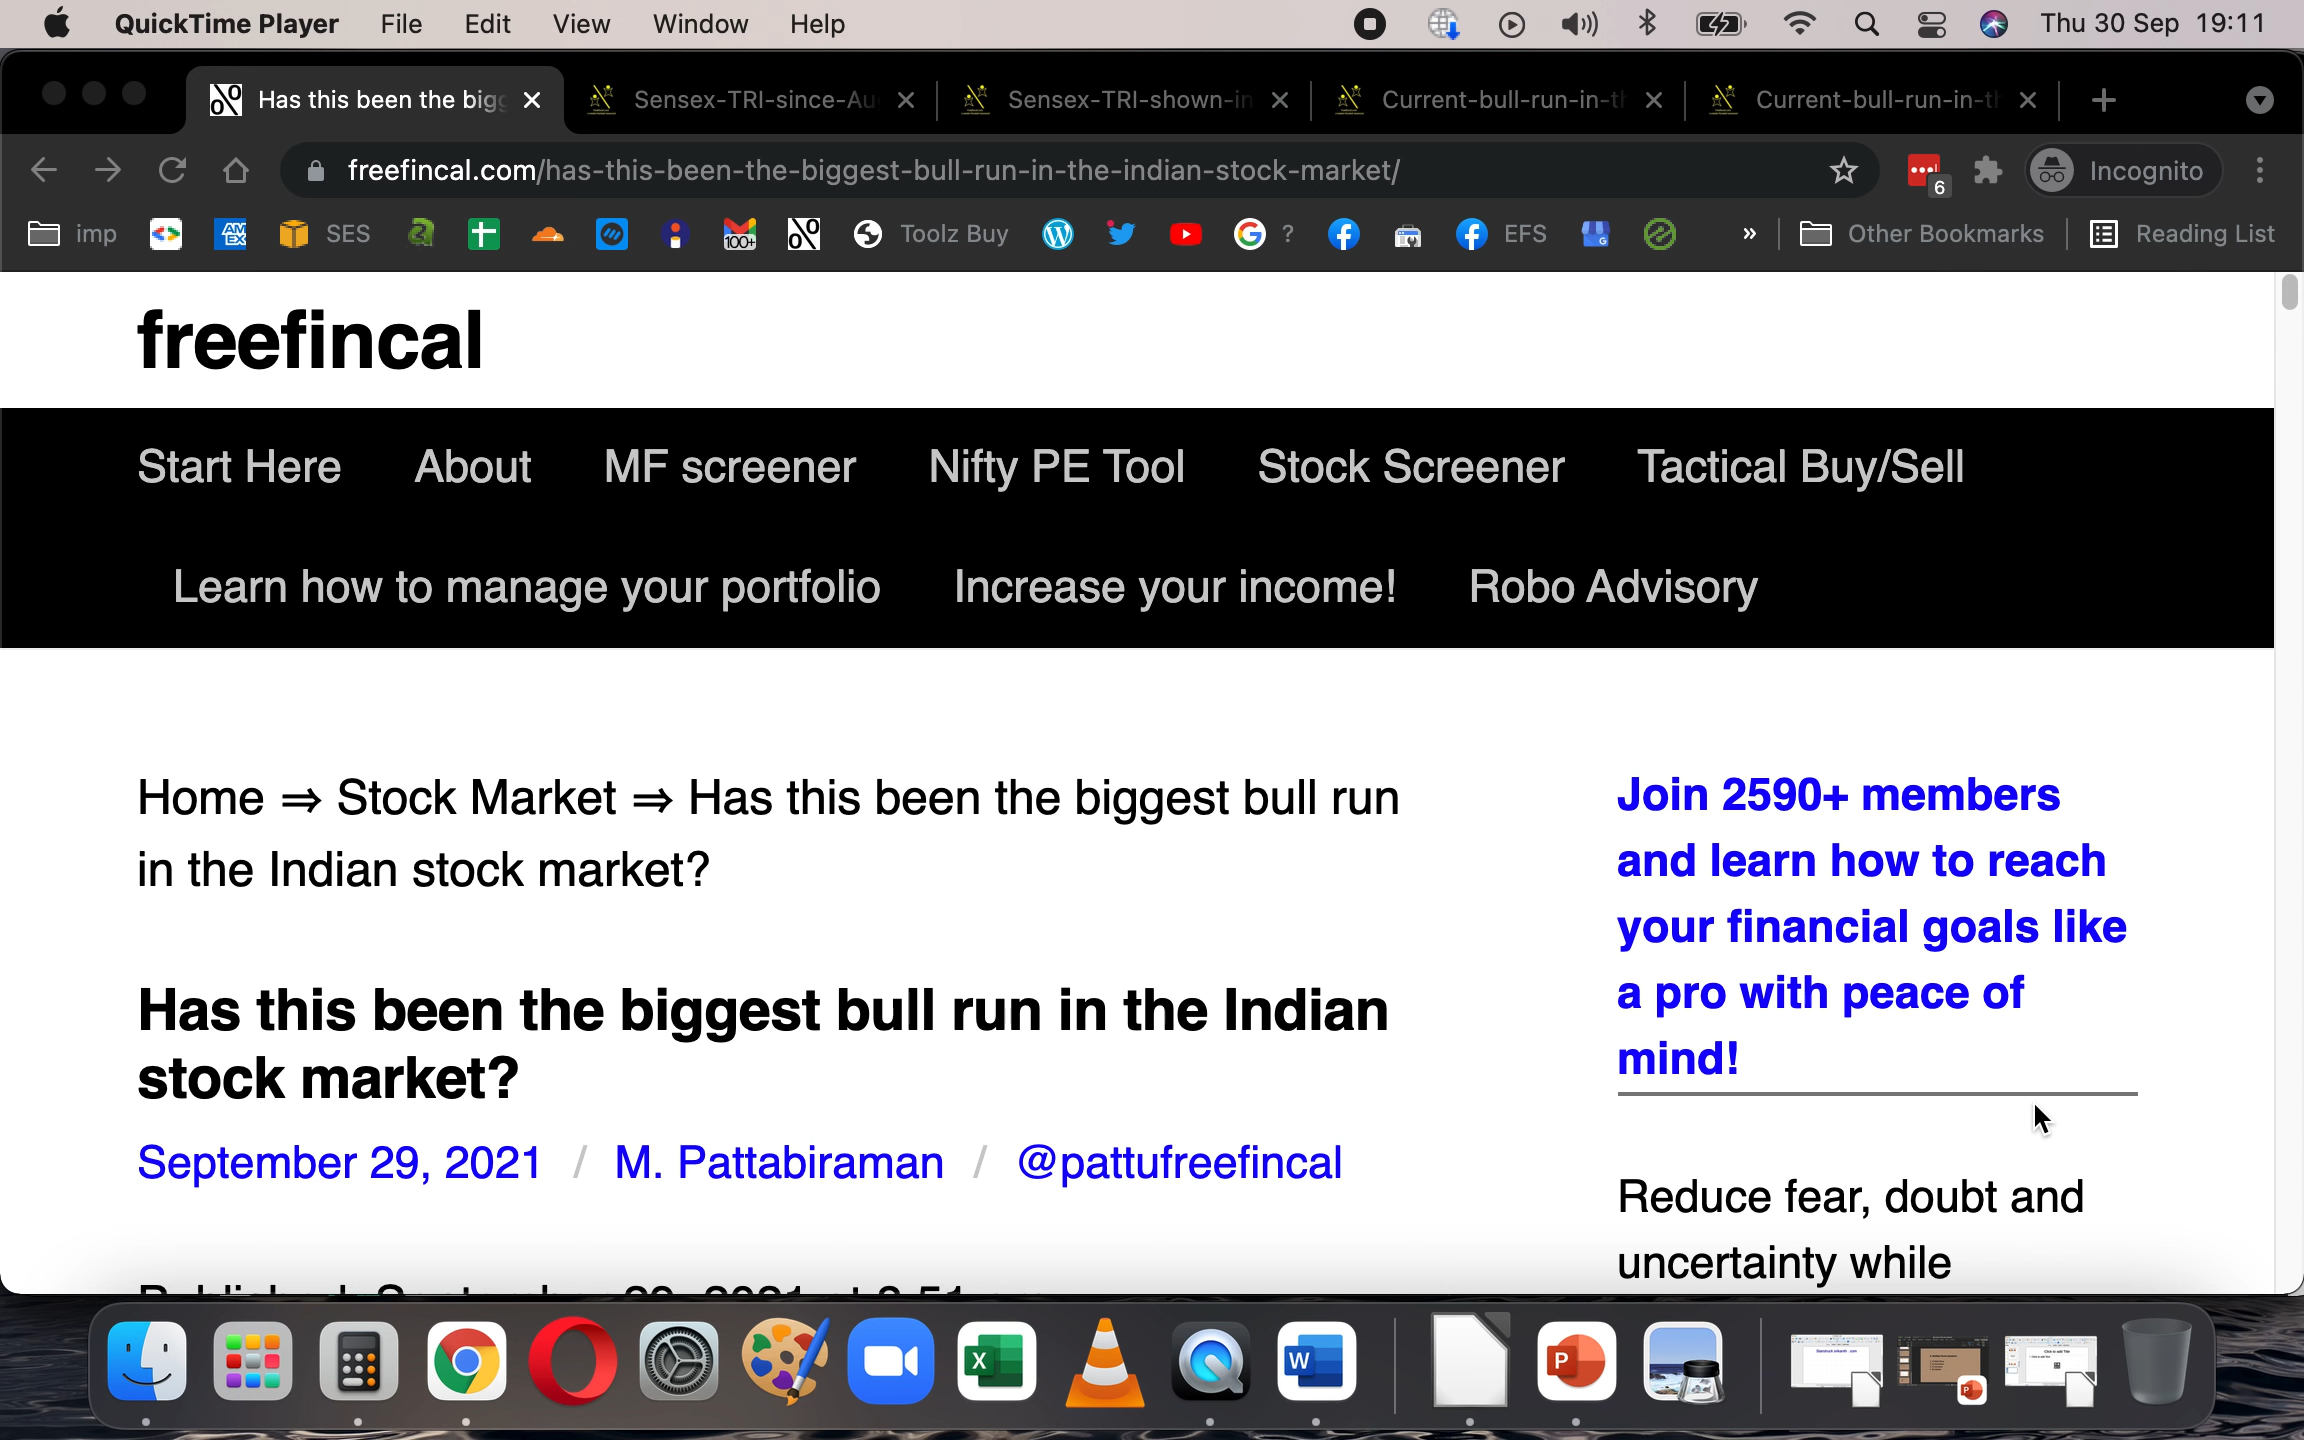 QuickTime Player File Edit View Window Help Thu 30 Sep 19:11
Has this been the big Sensex-TRI-since-Au Sensex-TRI-shown-in Current-bull-run-in-th Current-bull-run-in-th
freefincal.com/has-this-been-the-biggest-bull-run-in-the-indian-stock-market/ 6 Incognito
imp AM EX SES 100+ Toolz Buy ? EFS » Other Bookmarks Reading List
freefincal
Start Here About MF screener Nifty PE Tool Stock Screener Tactical Buy/Sell
Learn how to manage your portfolio Increase your income! Robo Advisory
Home ⇒ Stock Market ⇒ Has this been the biggest bull run
in the Indian stock market?
Has this been the biggest bull run in the Indian
stock market?
September 29, 2021 / M. Pattabiraman / @pattufreefincal
Join 2590+ members
and learn how to reach
your financial goals like
a pro with peace of
mind!
Reduce fear, doubt and
uncertainty while